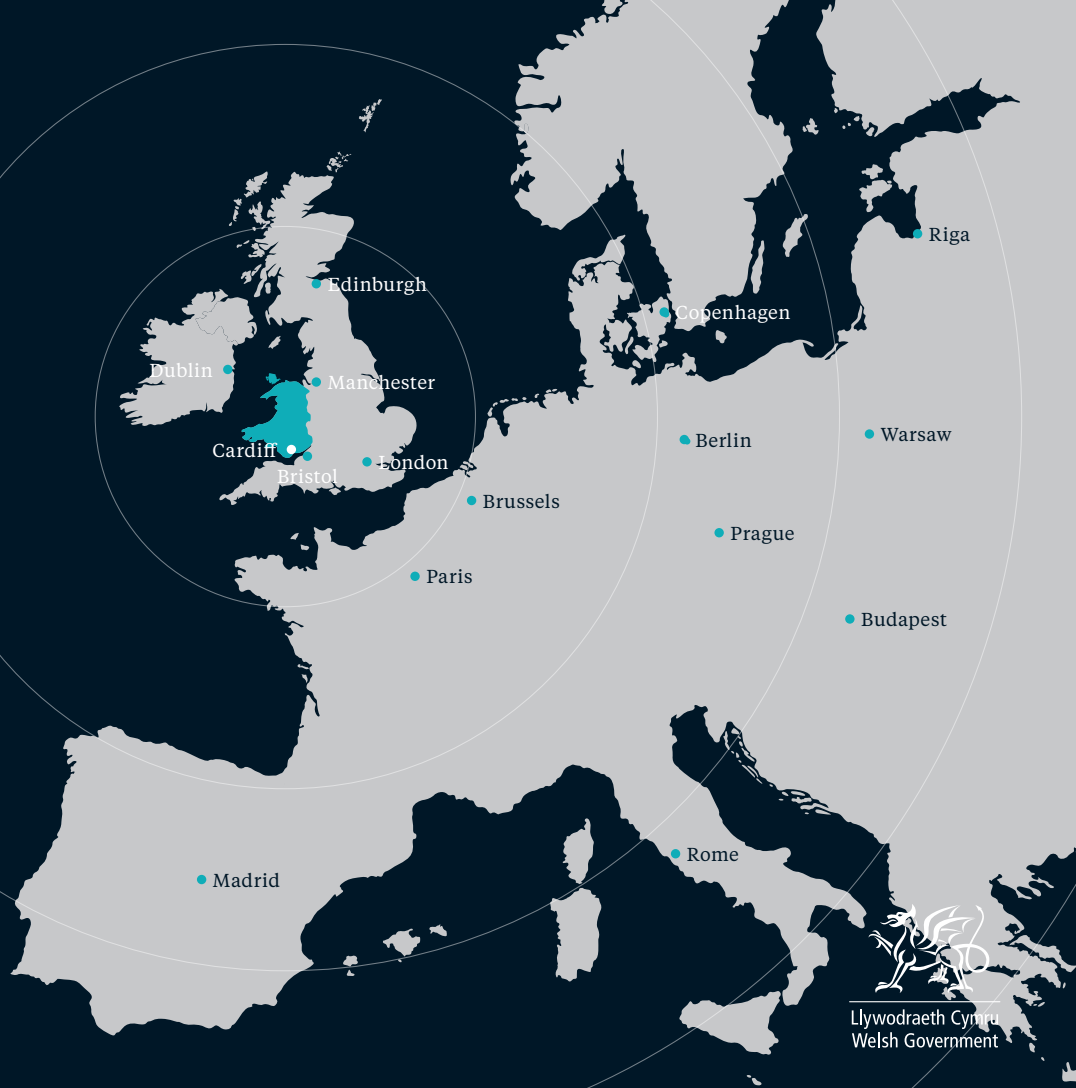 Riga
Edinburgh
Copenhagen
Dublin
Manchester
Berlin
Warsaw
Cardiff
London
Bristol
Brussels
Prague
Paris
Budapest
Rome
Madrid
Llywodraeth Cymru
Welsh Government